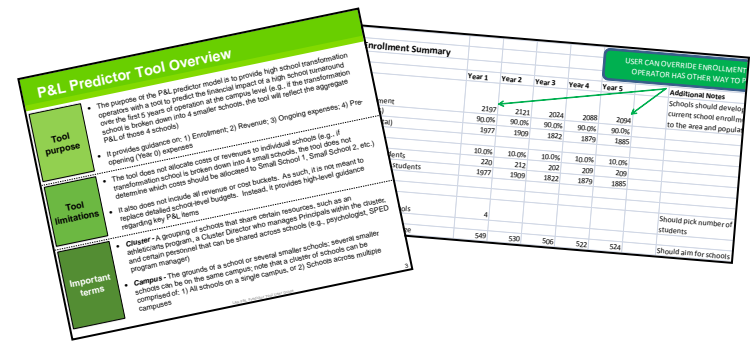 P&L Predictor Tool Overview
Tool
purpose
• The purpose of the P&L predictor model is to provide high school transformation
operators with a tool to predict the financial impact of a high school turnaround
over the first 5 years of operation at the campus level (e.g., if the transformation
school is broken down into 4 smaller schools, the tool will reflect the aggregate
P&L of those 4 schools)
• It provides guidance on: 1) Enrollment; 2) Revenue; 3) Ongoing expenses; 4) Pre-
opening (Year 0) expenses
Tool
limitations
• The tool does not allocate costs or revenues to individual schools (e.g., if
transformation school is broken down into 4 small schools, the tool does not
determine which costs should be allocated to Small School 1, Small School 2, etc.)
• It also does not include all revenue or cost buckets. As such, it is not meant to
replace detailed school-level budgets. Instead, it provides high-level guidance
regarding key P&L items
Important
terms
• Cluster - A grouping of schools that share certain resources, such as an
athletic/arts program, a Cluster Director who manages Principals within the cluster,
and certain personnel that can be shared across schools (e.g., psychologist, SPED
program manager)
• Campus - The grounds of a school or several smaller schools; several smaller
schools can be on the same campus; note that a cluster of schools can be
comprised of: 1) All schools on a single campus, or 2) Schools across multiple
campuses
3
nrollment Summary
USER CAN OVERRIDE ENROLLMENT
OPERATOR HAS OTHER WAY TO P
Year 1 Year 2 Year 3 Year 4 Year 5
Additional Notes
ment 2197 2121 2024 2088 2094
Schools should develop
90.0% 90.0% 90.0% 90.0% 90.0%
current school enrollm
tal) 1977 1909 1822 1879 1885
to the area and popula
10.0% 10.0% 10.0% 10.0% 10.0%
dents 220 212 202 209 209
Students 1977 1909 1822 1879 1885
ools 4
Should pick number of
students
ve 549 530 506 522 524
Should aim for schools